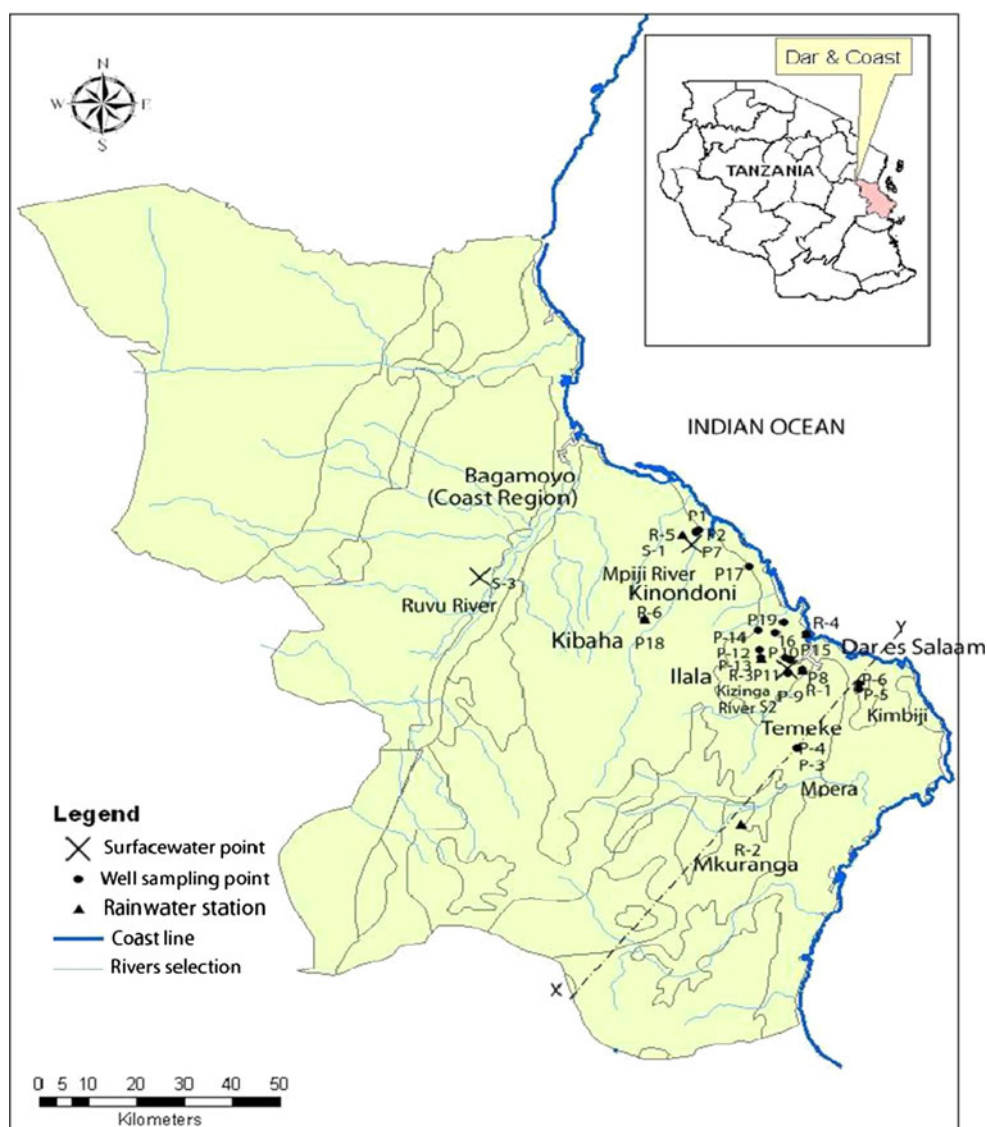 Dar & Coast
TANZANIA
N
W E
S
INDIAN OCEAN
Bagamoyo
(Coast Region)
P1
R-5 P2
S-1 P7
Mpiji River P17
Kinondoni
S-3
Ruvu River
R-6
Kibaha P18
P19 R-4
P-14 16
P-12 P10 P15
P-13
Dar es Salaam
y
Ilala R-3 P11 P8
Kizinga P-9 R-1
River S2
P-6
P-5
Kimbiji
Temeke
P-4
P-3
Mpera
R-2
Mkuranga
X
Legend
Surfacewater point
Well sampling point
Rainwater station
Coast line
Rivers selection
0 5 10 20 30 40 50
Kilometers